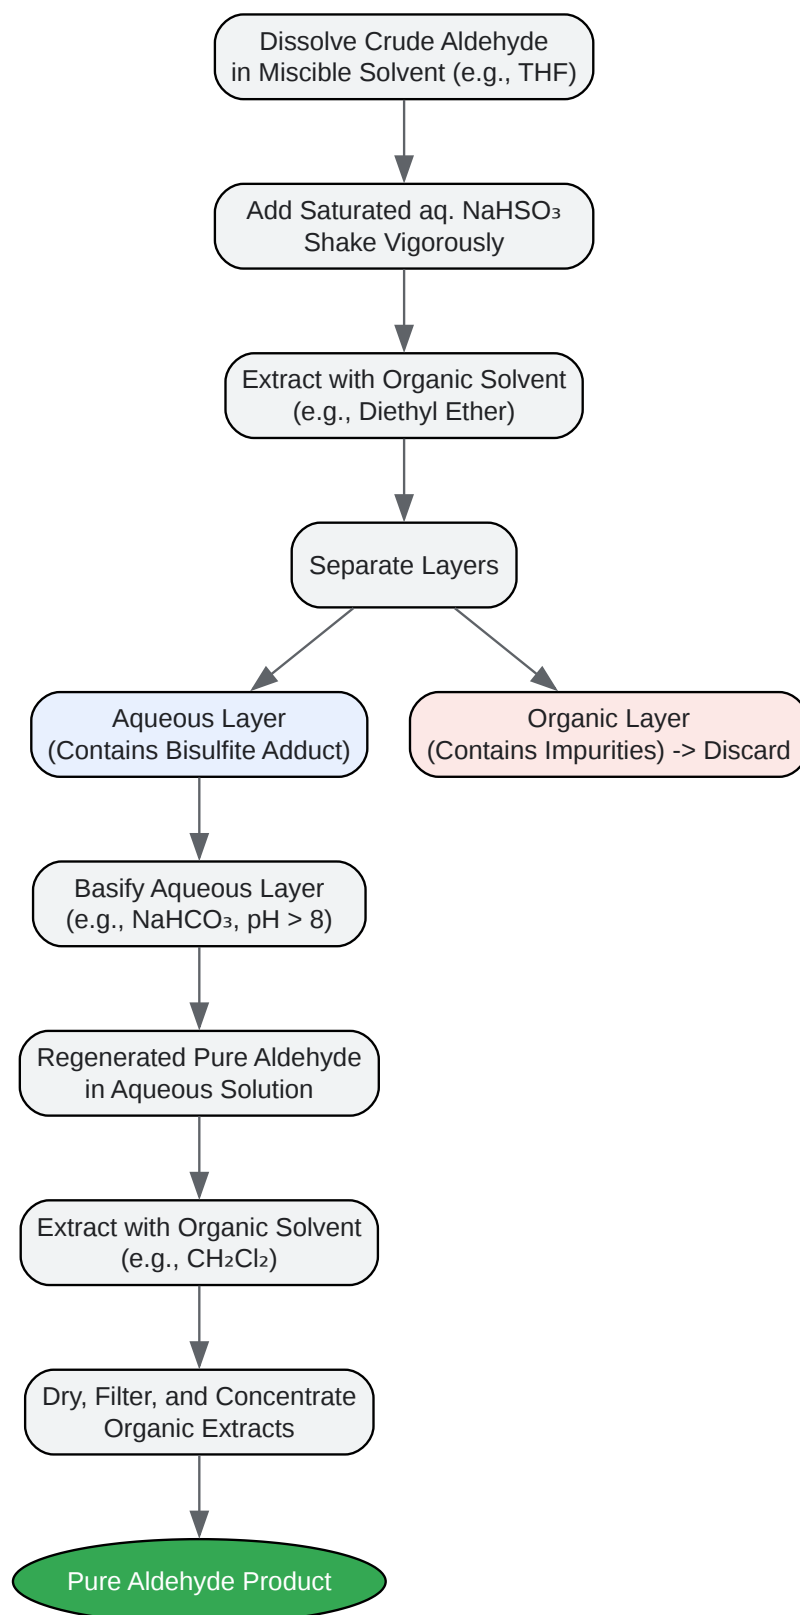 Dissolve Crude Aldehyde
in Miscible Solvent (e.g., THF)
Add Saturated aq. NaHSO₃
Shake Vigorously
Extract with Organic Solvent
(e.g., Diethyl Ether)
Separate Layers
Aqueous Layer
(Contains Bisulfite Adduct)
Organic Layer
(Contains Impurities) -> Discard
Basify Aqueous Layer
(e.g., NaHCO₃, pH > 8)
Regenerated Pure Aldehyde
in Aqueous Solution
Extract with Organic Solvent
(e.g., CH₂Cl₂)
Dry, Filter, and Concentrate
Organic Extracts
Pure Aldehyde Product